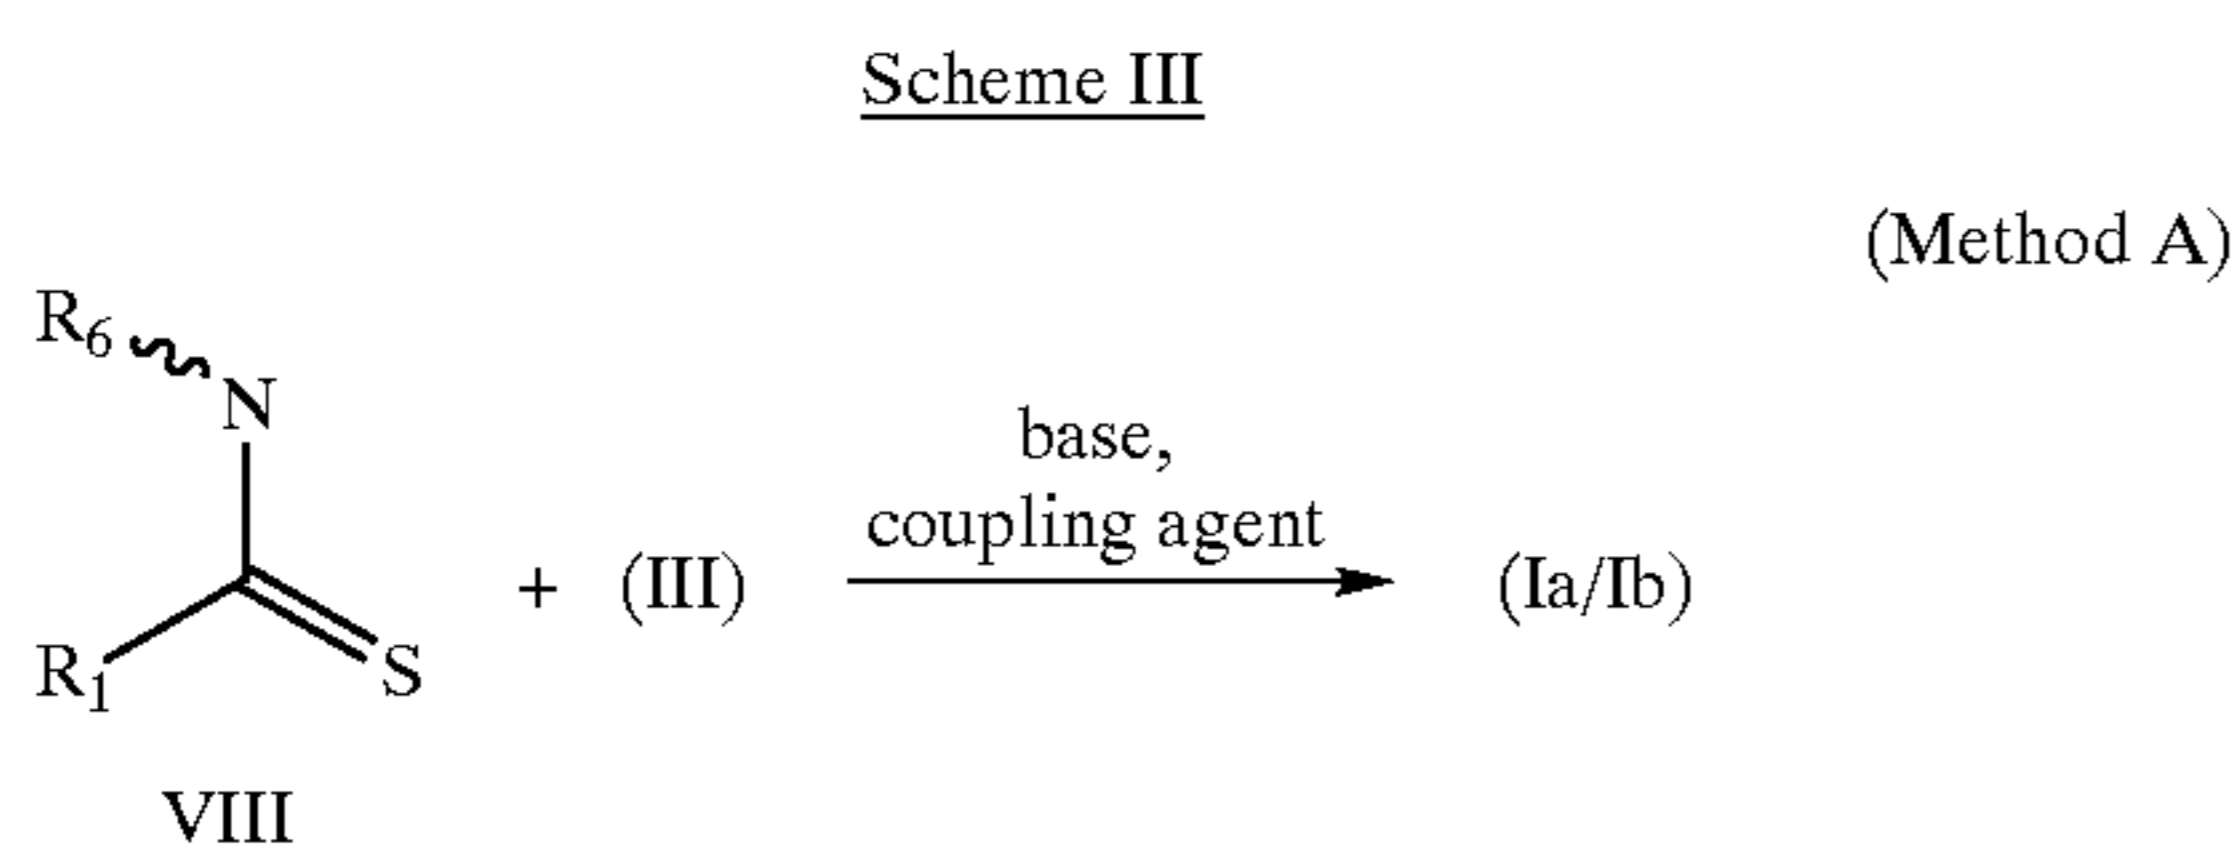 Scheme III
(Method A)
R6
N
base,
coupling agent
+ (III)
(Ia/Ib)
R1
S
VIII